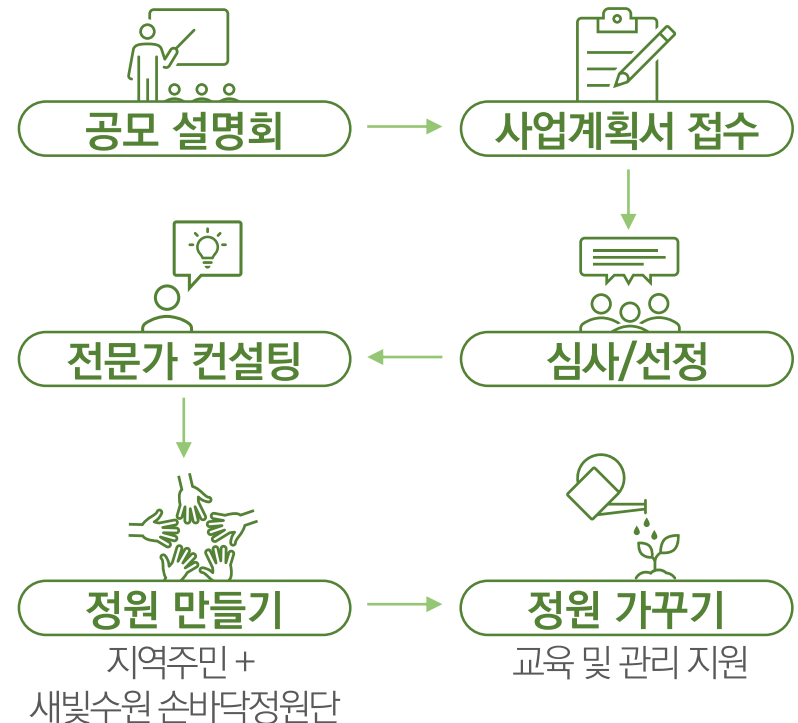 공모 설명회
사업계획서 접수
심사/선정
전문가 컨설팅
정원 만들기
지역주민 +
새빛수원 손바닥정원단
정원 가꾸기
교육 및 관리 지원